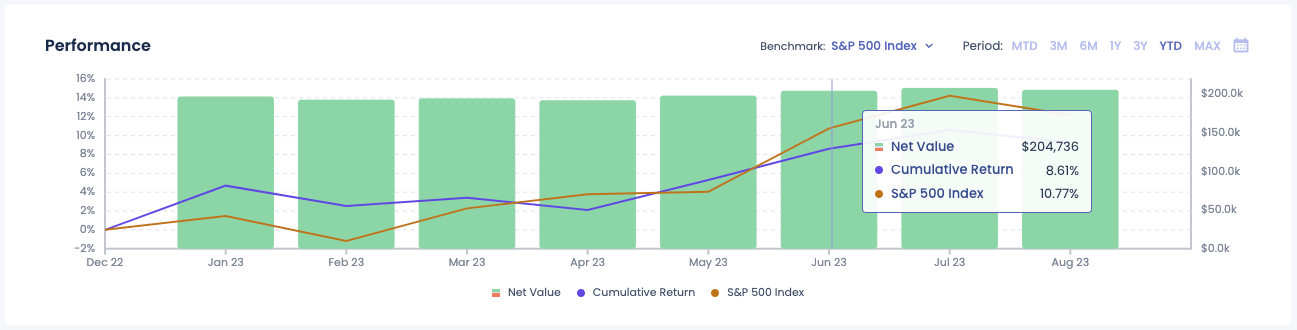 Performance
Benchmark: S&P 500 Index
Period: MTD 3M 6M 1Y 3Y YTD MAX
16%
14%
12%
10%
8%
6%
4%
2%
0%
-2%
$200.0k
$150.0k
$100.0k
$50.0k
$0.0k
Jun 23
Net Value $204,736
Cumulative Return 8.61%
S&P 500 Index 10.77%
Dec 22 Jan 23 Feb 23 Mar 23 Apr 23 May 23 Jun 23 Jul 23 Aug 23
Net Value Cumulative Return S&P 500 Index